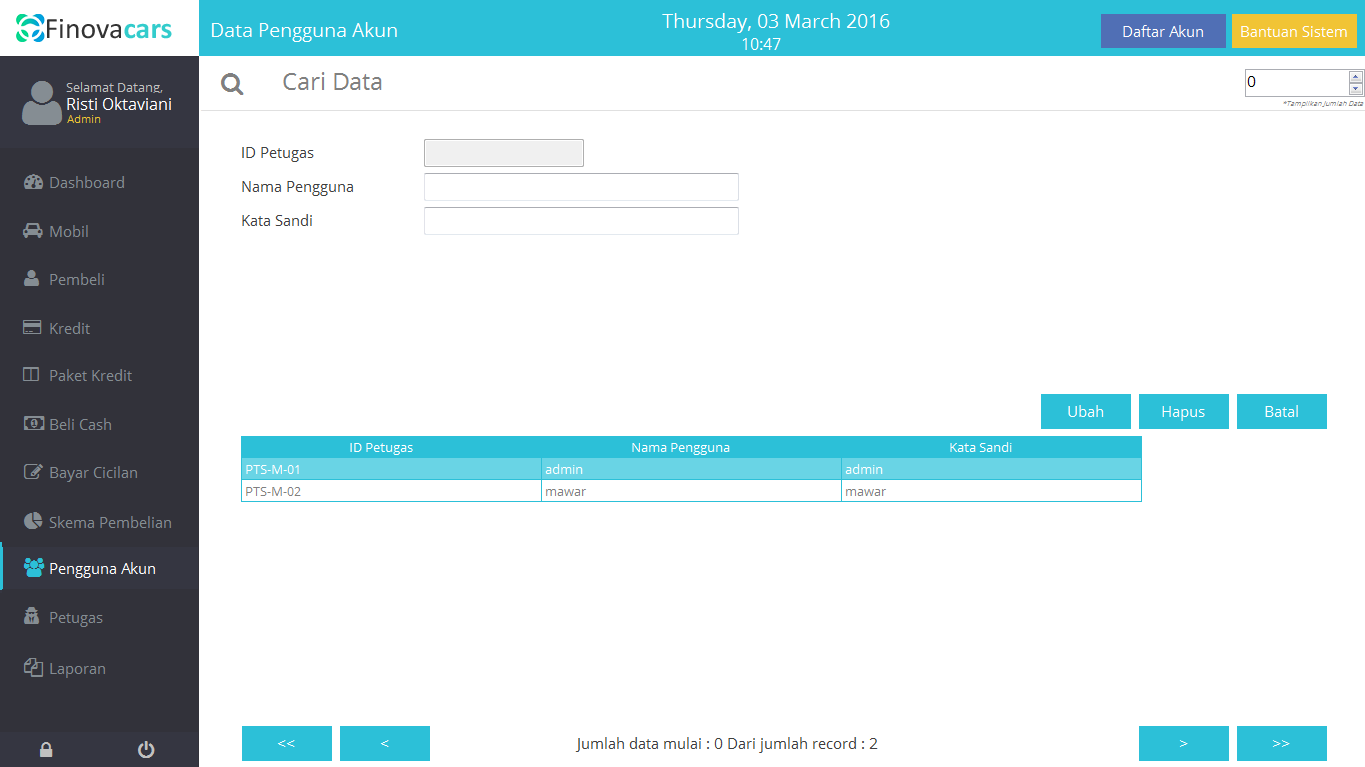 Finovacars
Data Pengguna Akun
Thursday, 03 March 2016
10:47
Daftar Akun
Bantuan Sistem
Selamat Datang,
Risti Oktaviani
Admin
Cari Data
0
*Tampilkan Jumlah Data
Dashboard
Mobil
Pembeli
Kredit
Paket Kredit
Beli Cash
Bayar Cicilan
Skema Pembelian
Pengguna Akun
Petugas
Laporan
ID Petugas
Nama Pengguna
Kata Sandi
Ubah
Hapus
Batal
ID Petugas Nama Pengguna Kata Sandi
PTS-M-01 admin admin
PTS-M-02 mawar mawar
<<
<
Jumlah data mulai : 0 Dari jumlah record : 2
>
>>